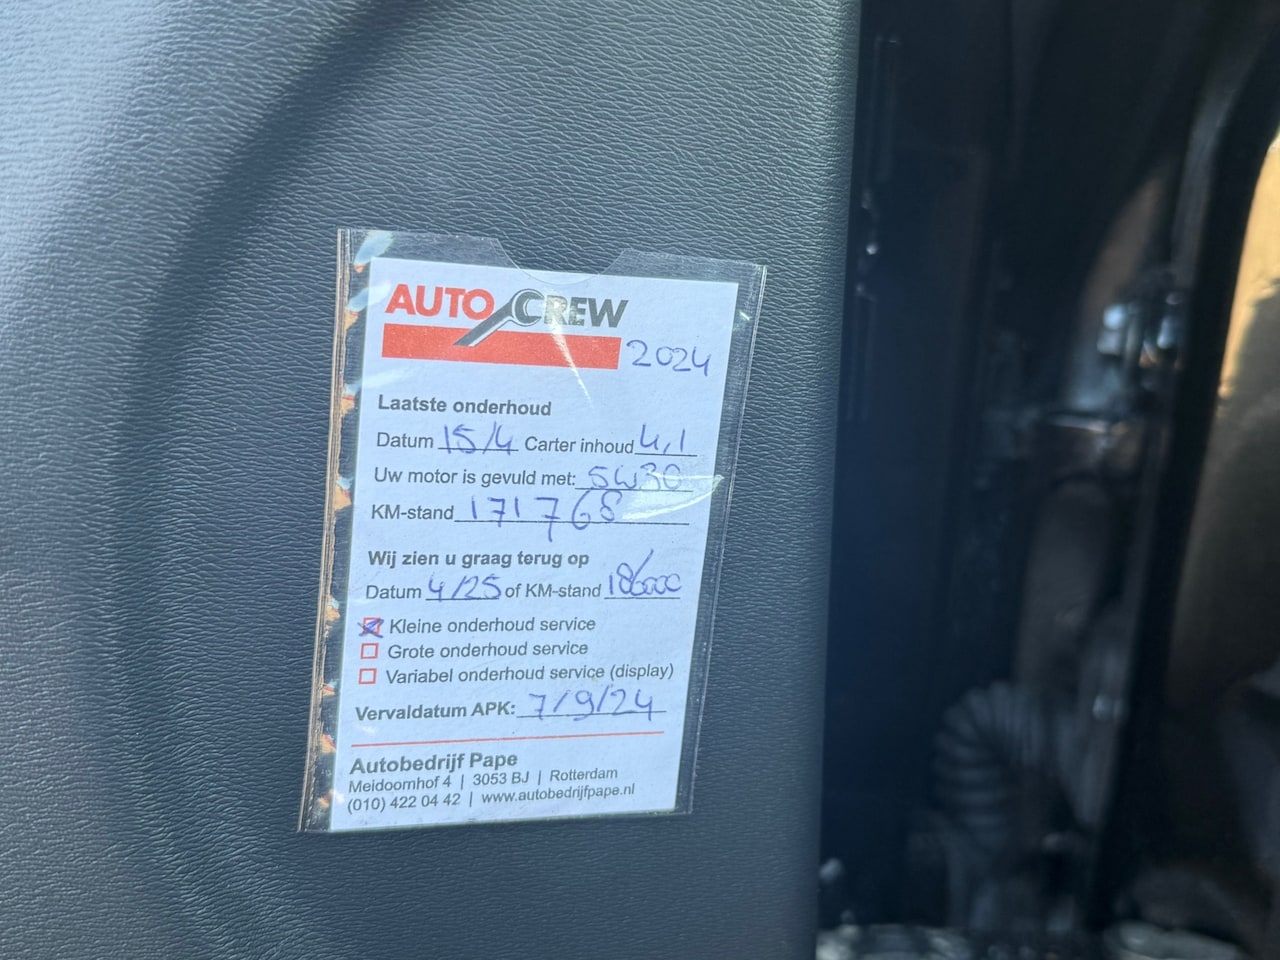 AUTO CREW
2024
Laatste onderhoud
Datum 15/4 Carter inhoud 4,1
Uw motor is gevuld met: 5W30
KM-stand 171768
Wij zien u graag terug op
Datum 4/25 of KM-stand 186000
Kleine onderhoud service
Grote onderhoud service
Variabel onderhoud service (display)
Vervaldatum APK: 7/9/24
Autobedrijf Pape
Meidoornhof 4 | 3053 BJ | Rotterdam
(010) 422 04 42 | www.autobedrijfpape.nl